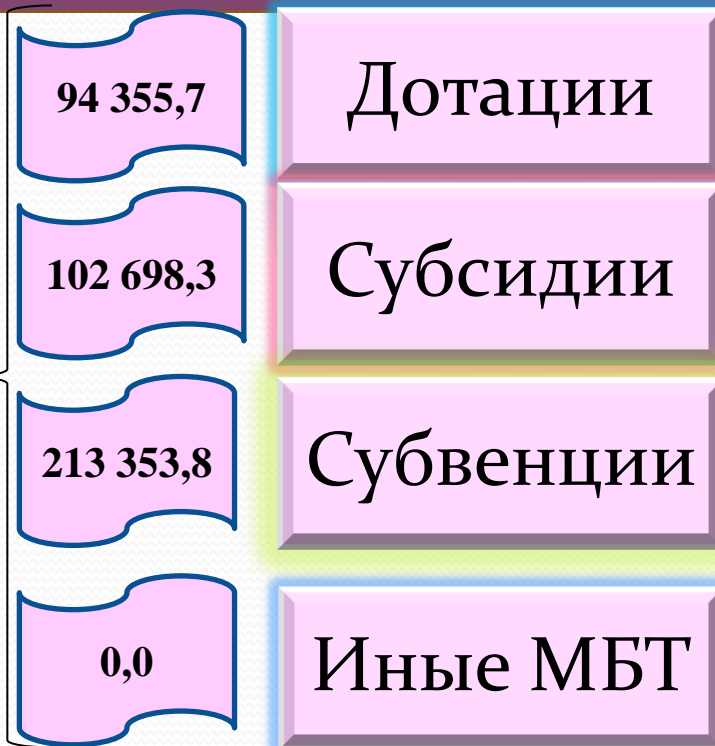 94 355,7 Дотации
102 698,3 Субсидии
213 353,8 Субвенции
0,0 Иные МБТ